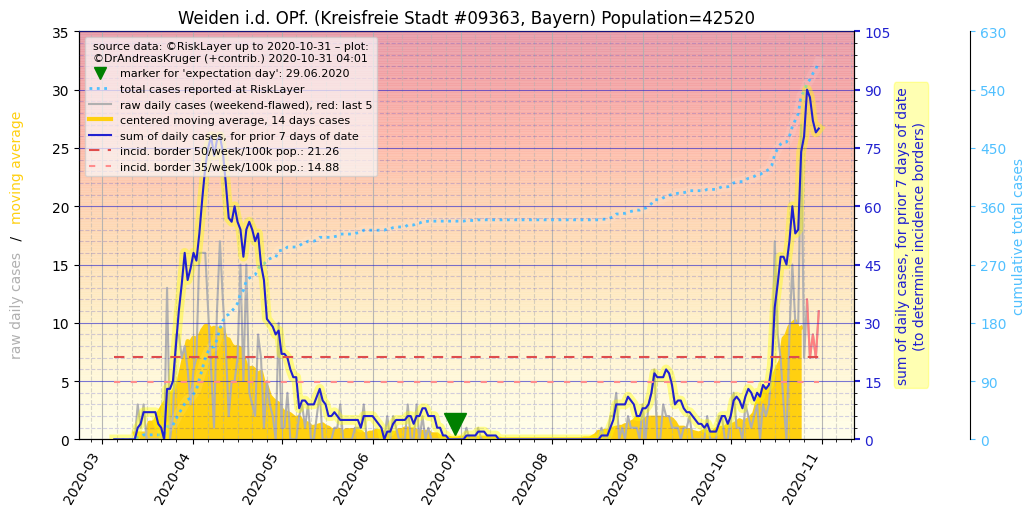 Weiden i.d. OPf. (Kreisfreie Stadt #09363, Bayern) Population=42520
source data: ©RiskLayer up to 2020-10-31 – plot:
©DrAndreasKruger (+contrib.) 2020-10-31 04:01
marker for 'expectation day': 29.06.2020
total cases reported at RiskLayer
raw daily cases (weekend-flawed), red: last 5
centered moving average, 14 days cases
sum of daily cases, for prior 7 days of date
incid. border 50/week/100k pop.: 21.26
incid. border 35/week/100k pop.: 14.88
raw daily cases / moving average
35
30
25
20
15
10
5
0
2020-03
2020-04
2020-05
2020-06
2020-07
2020-08
2020-09
2020-10
2020-11
105
90
75
60
45
30
15
0
sum of daily cases, for prior 7 days of date
(to determine incidence borders)
630
540
450
360
270
180
90
0
cumulative total cases